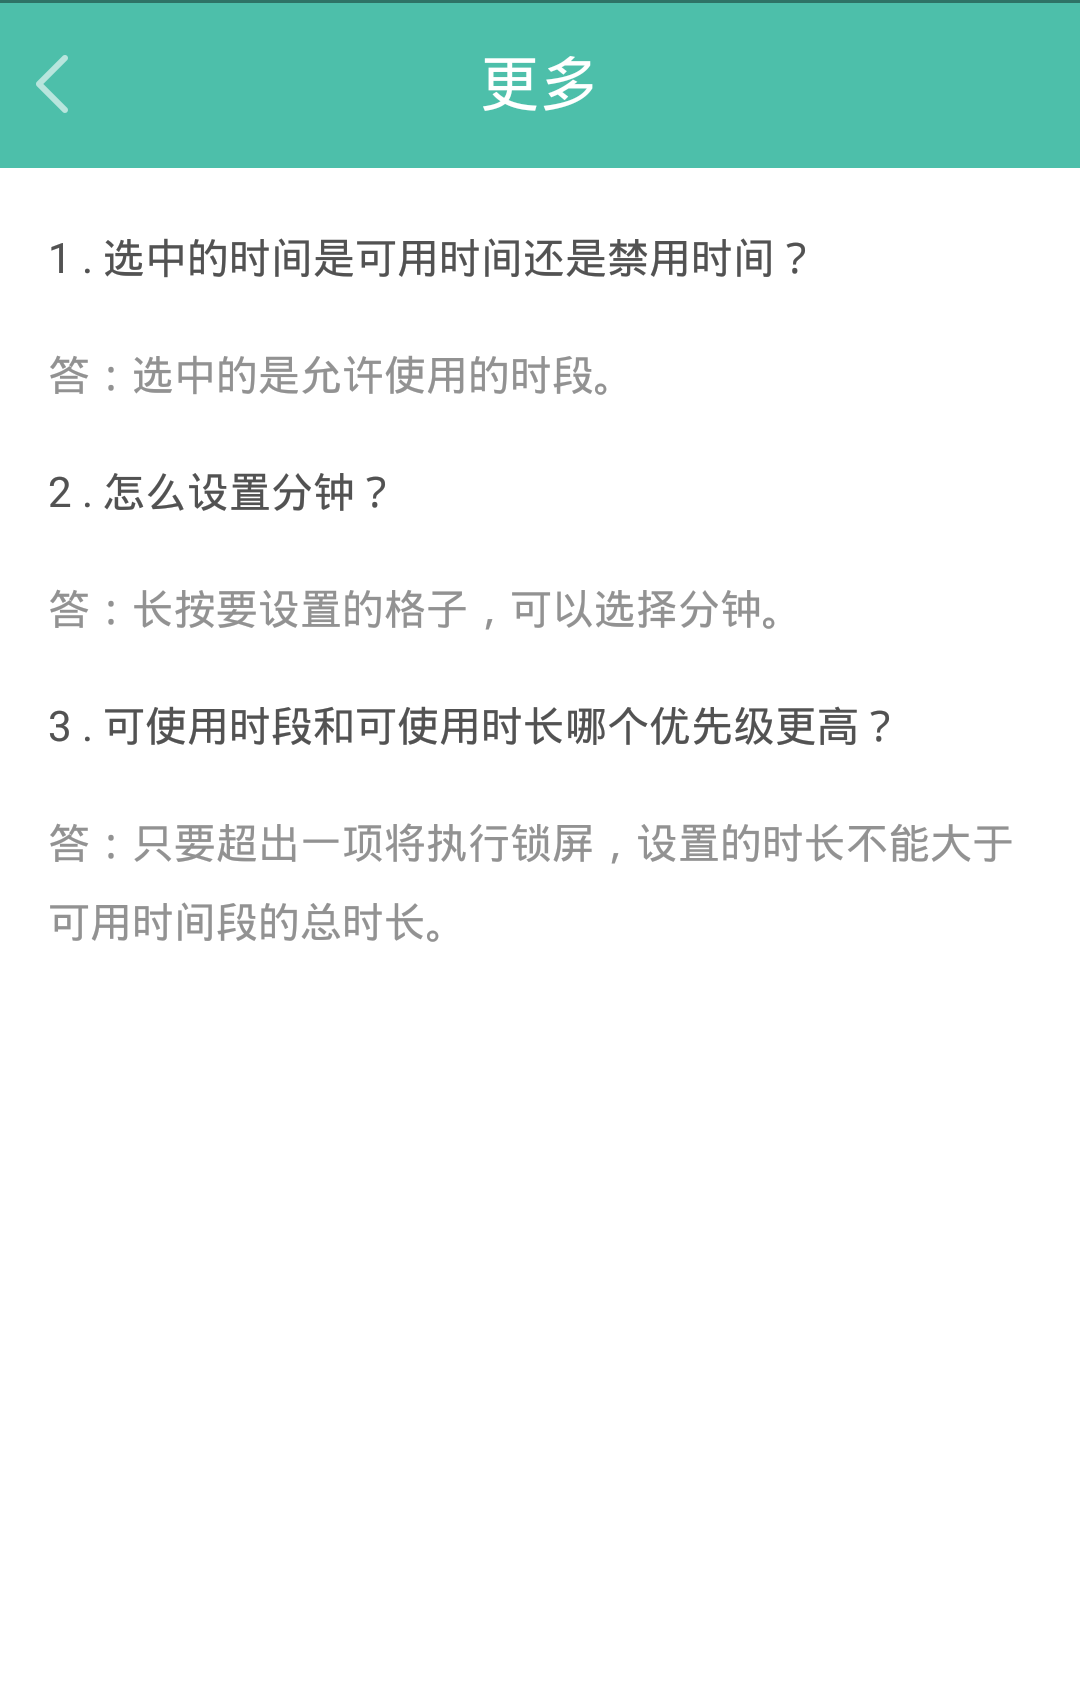 更多
1 . 选中的时间是可用时间还是禁用时间？
答：选中的是允许使用的时段。
2 . 怎么设置分钟？
答：长按要设置的格子，可以选择分钟。
3 . 可使用时段和可使用时长哪个优先级更高？
答：只要超出一项将执行锁屏，设置的时长不能大于
可用时间段的总时长。